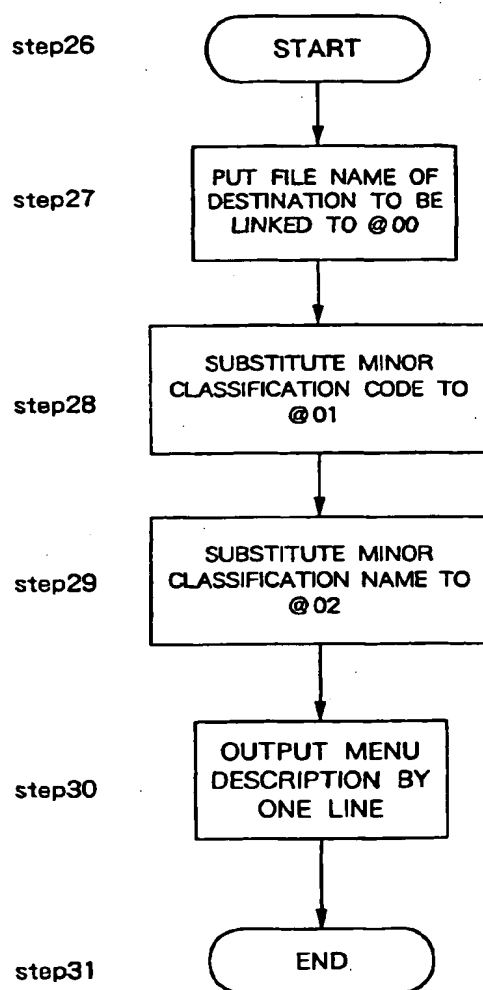 step26
START
step27
PUT FILE NAME OF
DESTINATION TO BE
LINKED TO @00
step28
SUBSTITUTE MINOR
CLASSIFICATION CODE TO
@01
step29
SUBSTITUTE MINOR
CLASSIFICATION NAME TO
@02
step30
OUTPUT MENU
DESCRIPTION BY
ONE LINE
step31
END